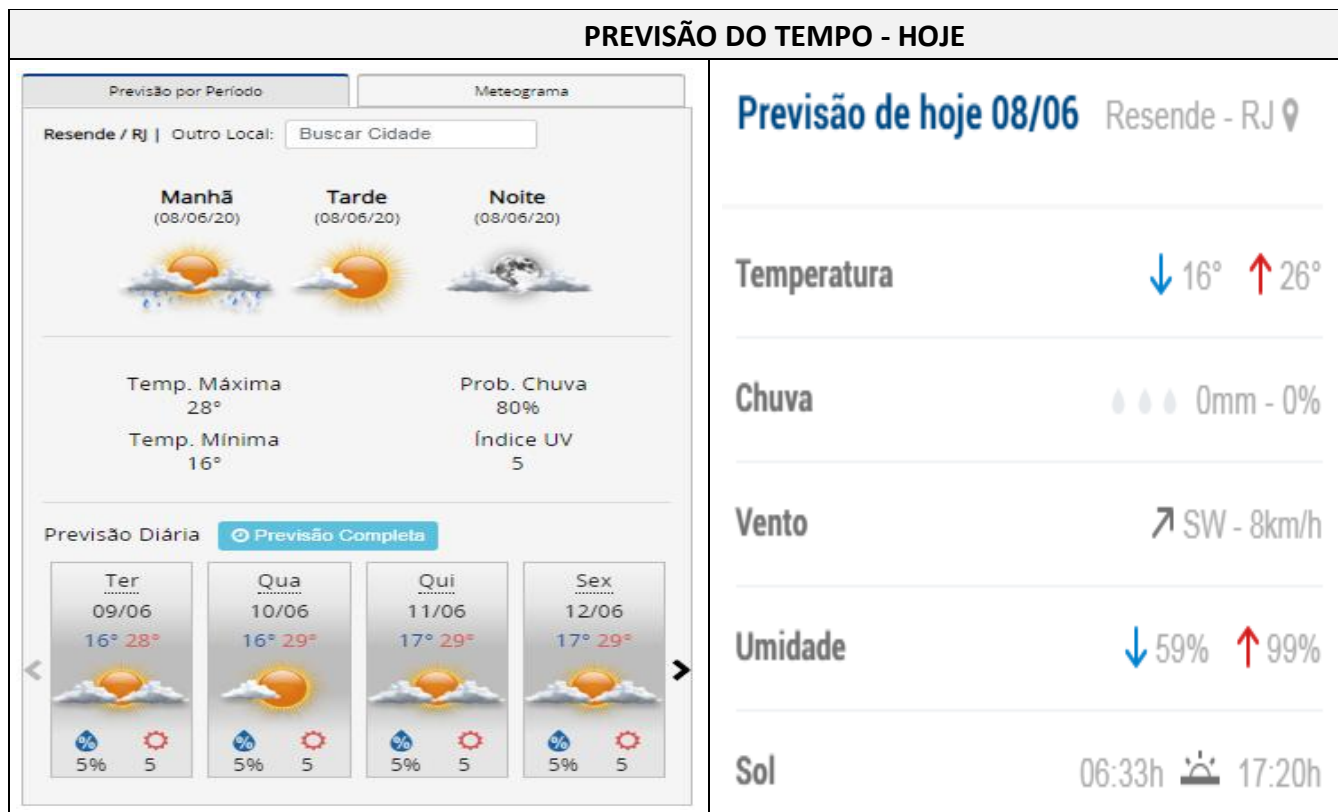 PREVISÃO DO TEMPO - HOJE
Previsão por Período
Meteograma
Resende / RJ | Outro Local: Buscar Cidade
Manhã Tarde Noite
(08/06/20) (08/06/20) (08/06/20)
Temp. Máxima Prob. Chuva
28° 80%
Temp. Mínima Índice UV
16° 5
Previsão Diária Previsão Completa
Ter Qua Qui Sex
09/06 10/06 11/06 12/06
16° 28° 16° 29° 17° 29° 17° 29°
% % % %
5% 5 5% 5 5% 5 5% 5
Previsão de hoje 08/06 Resende - RJ
Temperatura 16° 26°
Chuva 0mm - 0%
Vento SW - 8km/h
Umidade 59% 99%
Sol 06:33h 17:20h